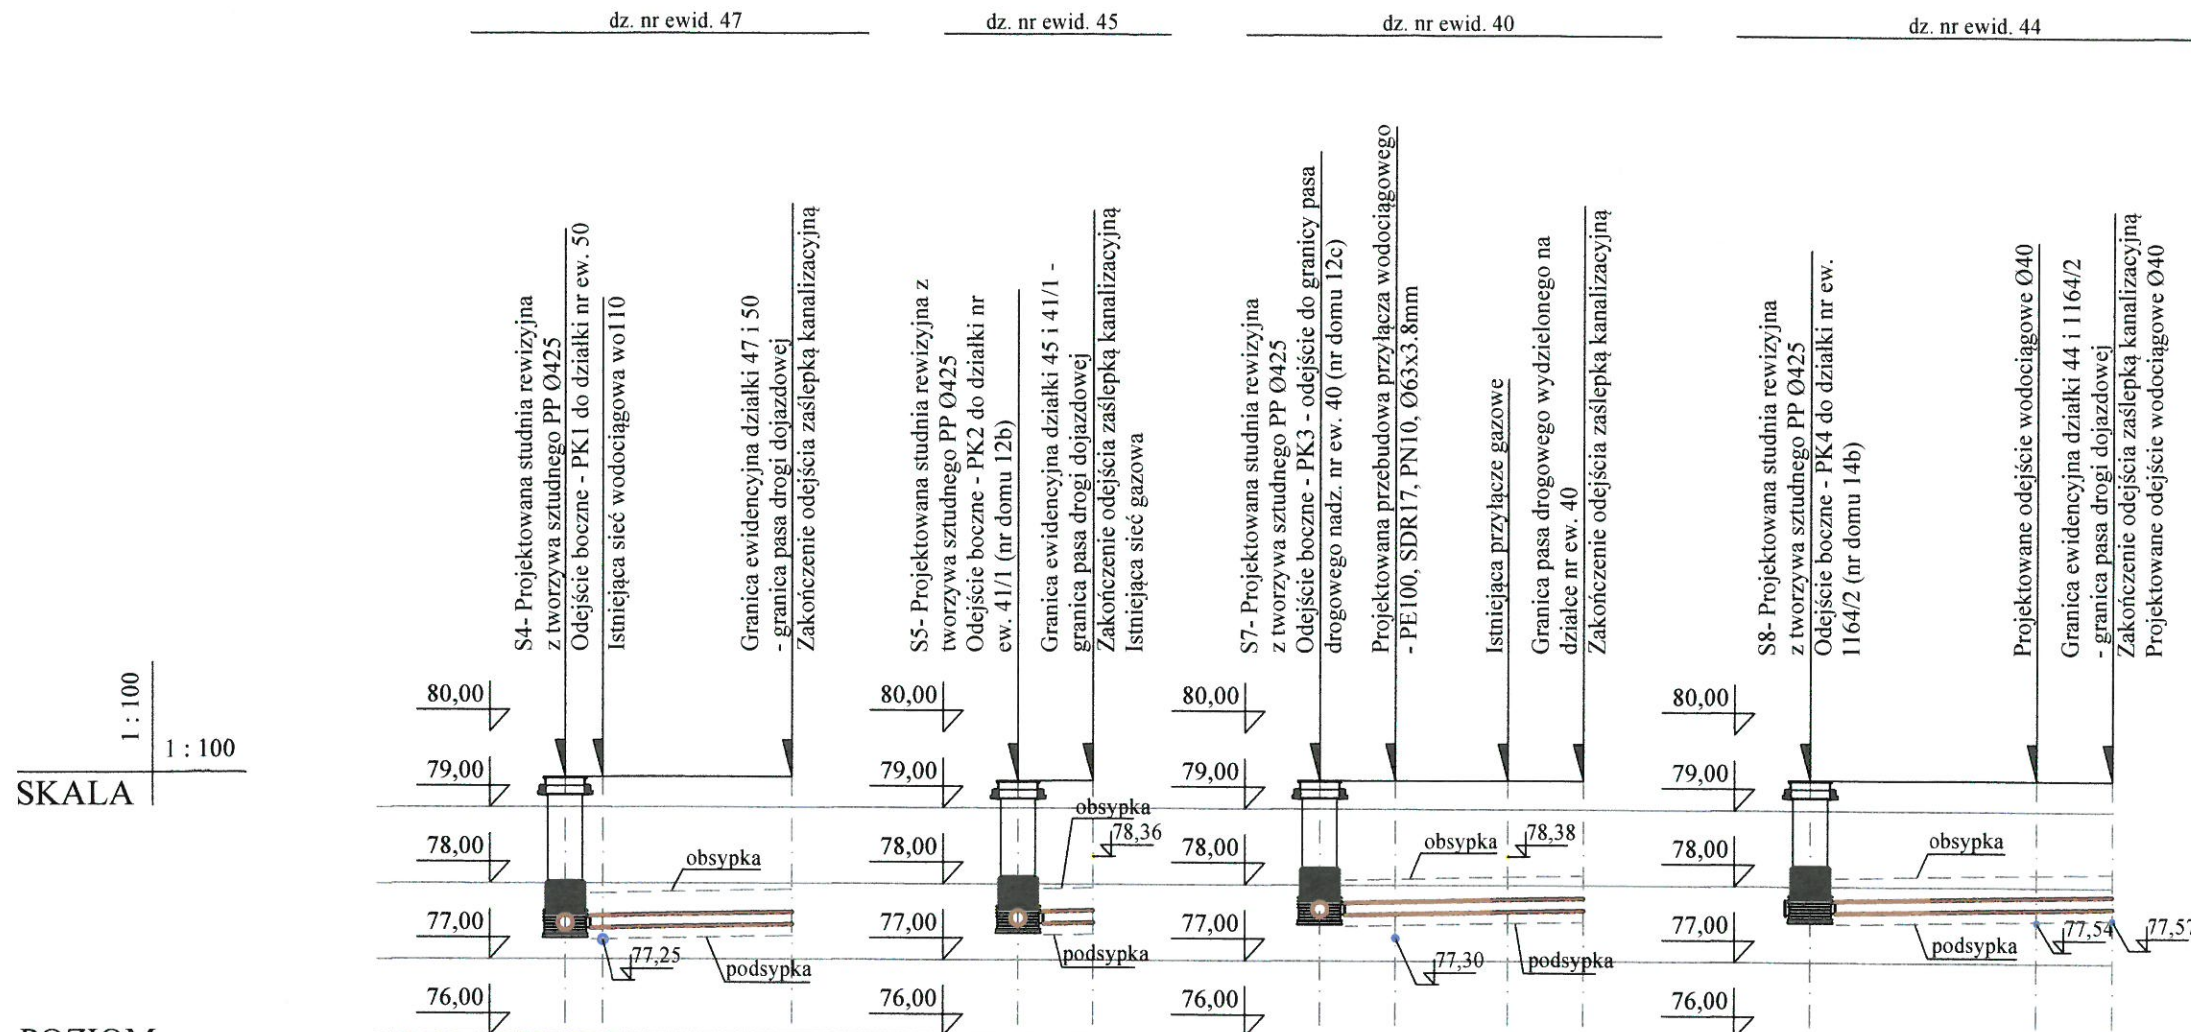 dz. nr ewid. 47
dz. nr ewid. 45
dz. nr ewid. 40
dz. nr ewid. 44
S4- Projektowana studnia rewizyjna
z tworzywa sztudnego PP Ø425
Odejście boczne - PK1 do działki nr ew. 50
Istniejąca sieć wodociągowa wo110
Granica ewidencyjna działki 47 i 50
- granica pasa drogi dojazdowej
Zakończenie odejścia zaślepką kanalizacyjną
S5- Projektowana studnia rewizyjna z
tworzywa sztudnego PP Ø425
Odejście boczne - PK2 do działki nr
ew. 41/1 (nr domu 12b)
Granica ewidencyjna działki 45 i 41/1 -
granica pasa drogi dojazdowej
Zakończenie odejścia zaślepką kanalizacyjną
Istniejąca sieć gazowa
S7- Projektowana studnia rewizyjna
z tworzywa sztudnego PP Ø425
Odejście boczne - PK3 - odejście do granicy pasa
drogowego nadz. nr ew. 40 (nr domu 12c)
Projektowana przebudowa przyłącza wodociągowego
- PE100, SDR17, PN10, Ø63x3.8mm
Istniejąca przyłącze gazowe
Granica pasa drogowego wydzielonego na
działce nr ew. 40
Zakończenie odejścia zaślepką kanalizacyjną
S8- Projektowana studnia rewizyjna
z tworzywa sztudnego PP Ø425
Odejście boczne - PK4 do działki nr ew.
1164/2 (nr domu 14b)
Projektowane odejście wodociągowe Ø40
Granica ewidencyjna działki 44 i 1164/2
- granica pasa drogi dojazdowej
Zakończenie odejścia zaślepką kanalizacyjną
Projektowane odejście wodociągowe Ø40
1 : 100
1 : 100
SKALA
80,00
79,00
78,00
77,00
76,00
obsypka
77,25
podsypka
80,00
79,00
78,00
77,00
76,00
obsypka
78,36
podsypka
80,00
79,00
78,00
77,00
76,00
obsypka
78,38
77,30
podsypka
80,00
79,00
78,00
77,00
76,00
obsypka
podsypka
77,54
77,57
POZIOM